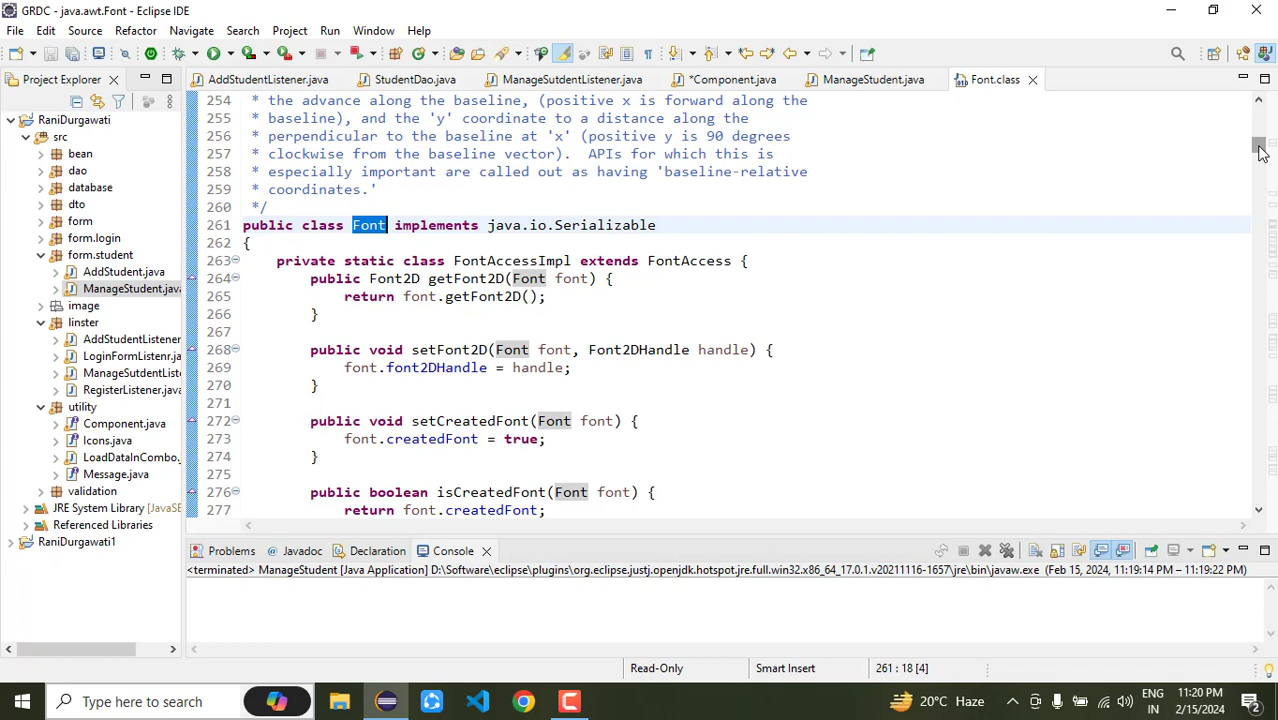 GRDC - java.awt.Font - Eclipse IDE
File Edit Source Refactor Navigate Search Project Run Window Help
Project Explorer
AddStudentListener.java
StudentDao.java
ManageSutdentListener.java
*Component.java
ManageStudent.java
Font.class
RaniDurgawati
src
bean
dao
database
dto
form
form.login
form.student
AddStudent.java
ManageStudent.java
image
linster
AddStudentListener
LoginFormListenr.j
ManageSutdentList
RegisterListener.java
utility
Component.java
Icons.java
LoadDataInCombo.
Message.java
validation
JRE System Library [JavaSE
Referenced Libraries
RaniDurgawati1
254 * the advance along the baseline, (positive x is forward along the
255 * baseline), and the 'y' coordinate to a distance along the
256 * perpendicular to the baseline at 'x' (positive y is 90 degrees
257 * clockwise from the baseline vector).  APIs for which this is
258 * especially important are called out as having 'baseline-relative
259 * coordinates.'
260 */
261 public class Font implements java.io.Serializable
262 {
263 private static class FontAccessImpl extends FontAccess {
264 public Font2D getFont2D(Font font) {
265 return font.getFont2D();
266 }
267
268 public void setFont2D(Font font, Font2DHandle handle) {
269 font.font2DHandle = handle;
270 }
271
272 public void setCreatedFont(Font font) {
273 font.createdFont = true;
274 }
275
276 public boolean isCreatedFont(Font font) {
277 return font.createdFont;
Problems Javadoc Declaration Console
<terminated> ManageStudent [Java Application] D:\Software\eclipse\plugins\org.eclipse.justj.openjdk.hotspot.jre.full.win32.x86_64_17.0.1.v20211116-1657\jre\bin\javaw.exe (Feb 15, 2024, 11:19:14 PM – 11:19:22 PM)
Read-Only Smart Insert 261 : 18 [4]
Type here to search
20°C Haze
ENG
IN
11:20 PM
2/15/2024
2